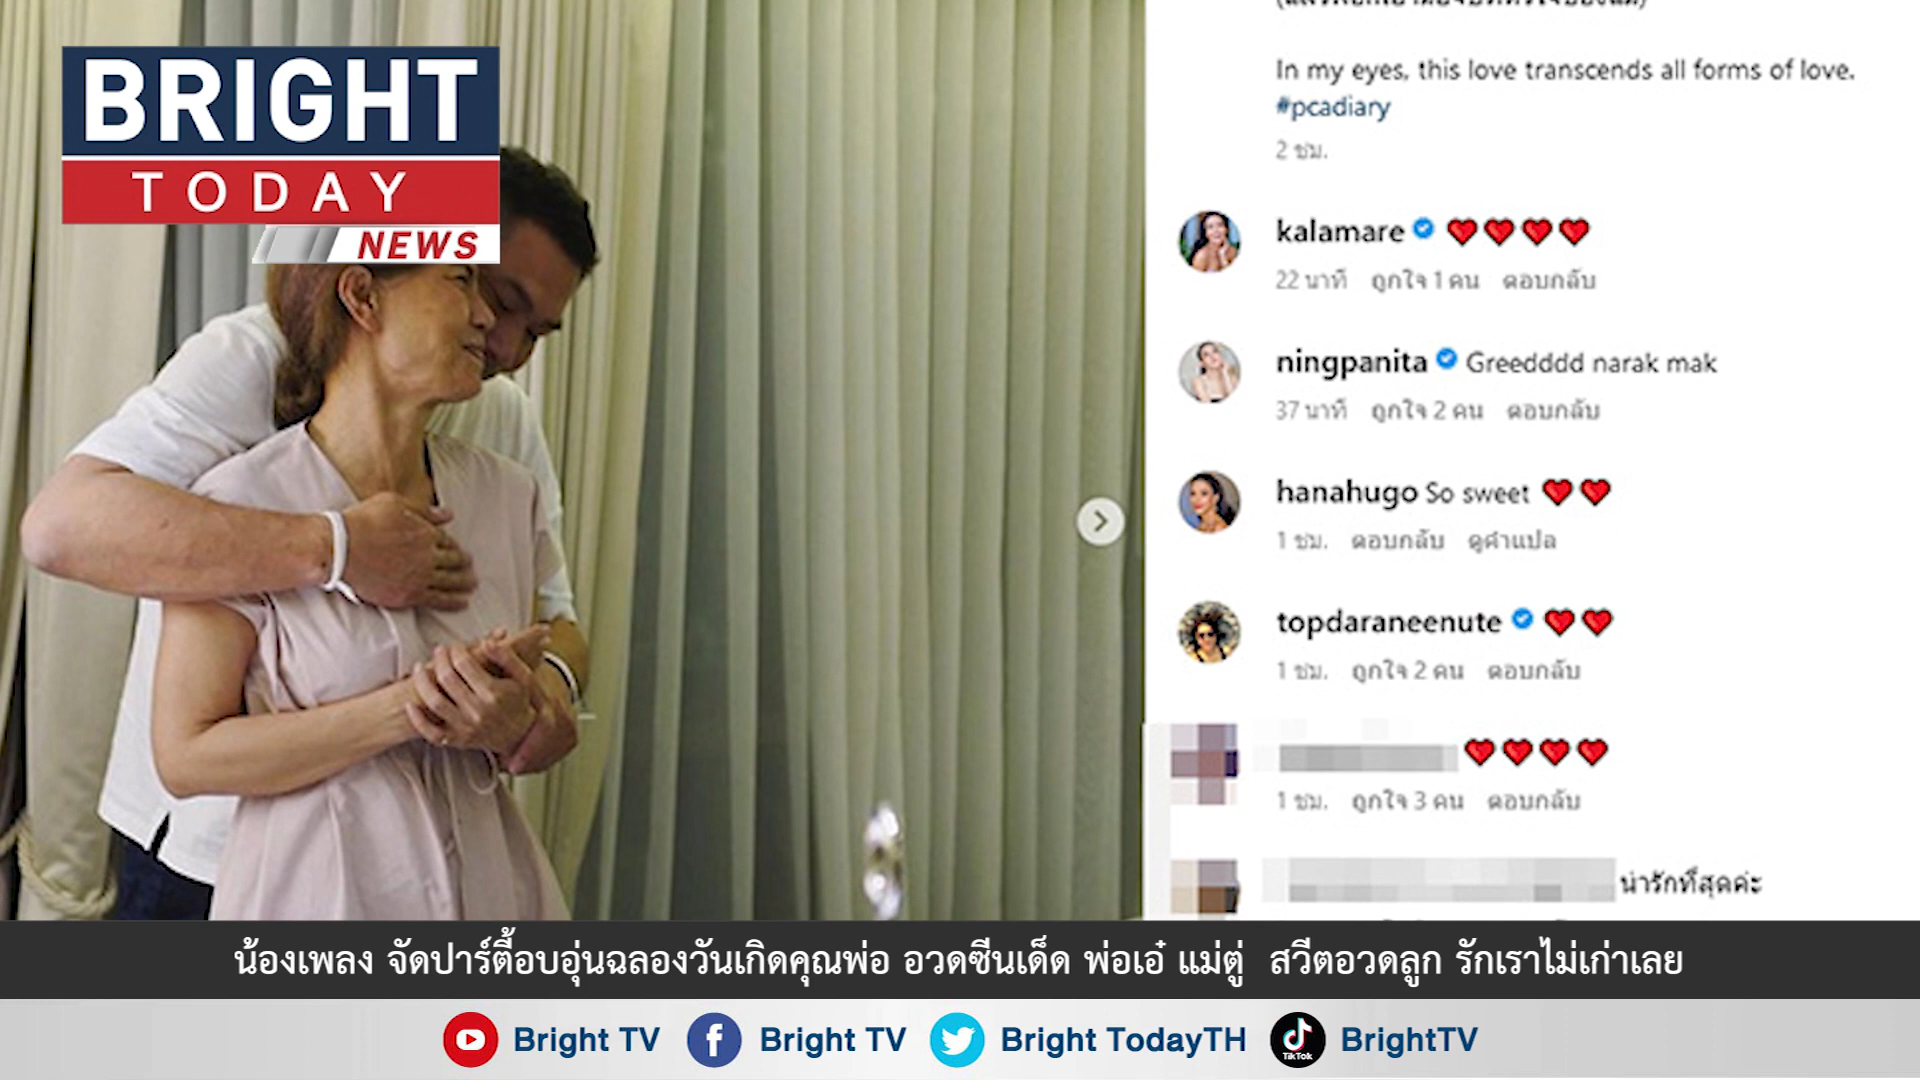 BRIGHT
TODAY
NEWS
In my eyes, this love transcends all forms of love.
#pcadiary
2 ชม.
kalamare
22 นาที ถูกใจ 1 คน ตอบกลับ
ningpanita Greedddd narak mak
37 นาที ถูกใจ 2 คน ตอบกลับ
hanahugo So sweet
1 ชม. ตอบกลับ ดูคำแปล
topdaraneenute
1 ชม. ถูกใจ 2 คน ตอบกลับ
1 ชม. ถูกใจ 3 คน ตอบกลับ
น่ารักที่สุดค่ะ
น้องเพลง จัดปาร์ตี้อบอุ่นฉลองวันเกิดคุณพ่อ อวดซีนเด็ด พ่อเอ๋ แม่ตู่ สวีตอวดลูก รักเราไม่เก่าเลย
Bright TV Bright TV Bright TodayTH TikTok BrightTV